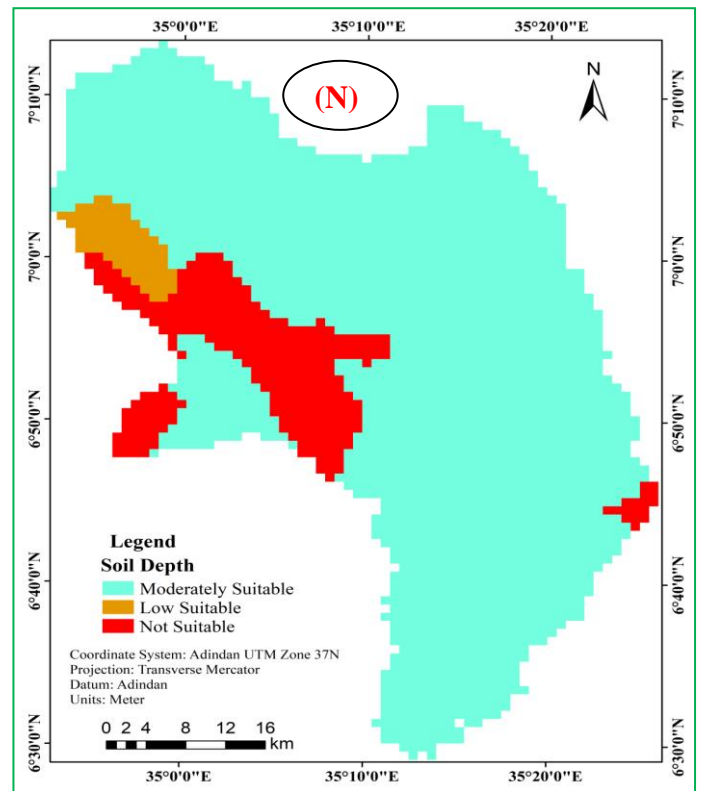 35°0'0"E 35°10'0"E 35°20'0"E
(N)
N
7°10'0"N 7°10'0"N
7°0'0"N 7°0'0"N
6°50'0"N 6°50'0"N
6°40'0"N 6°40'0"N
6°30'0"N 6°30'0"N
Legend
Soil Depth
Moderately Suitable
Low Suitable
Not Suitable
Coordinate System: Adindan UTM Zone 37N
Projection: Transverse Mercator
Datum: Adindan
Units: Meter
0 2 4 8 12 16
km
35°0'0"E 35°10'0"E 35°20'0"E